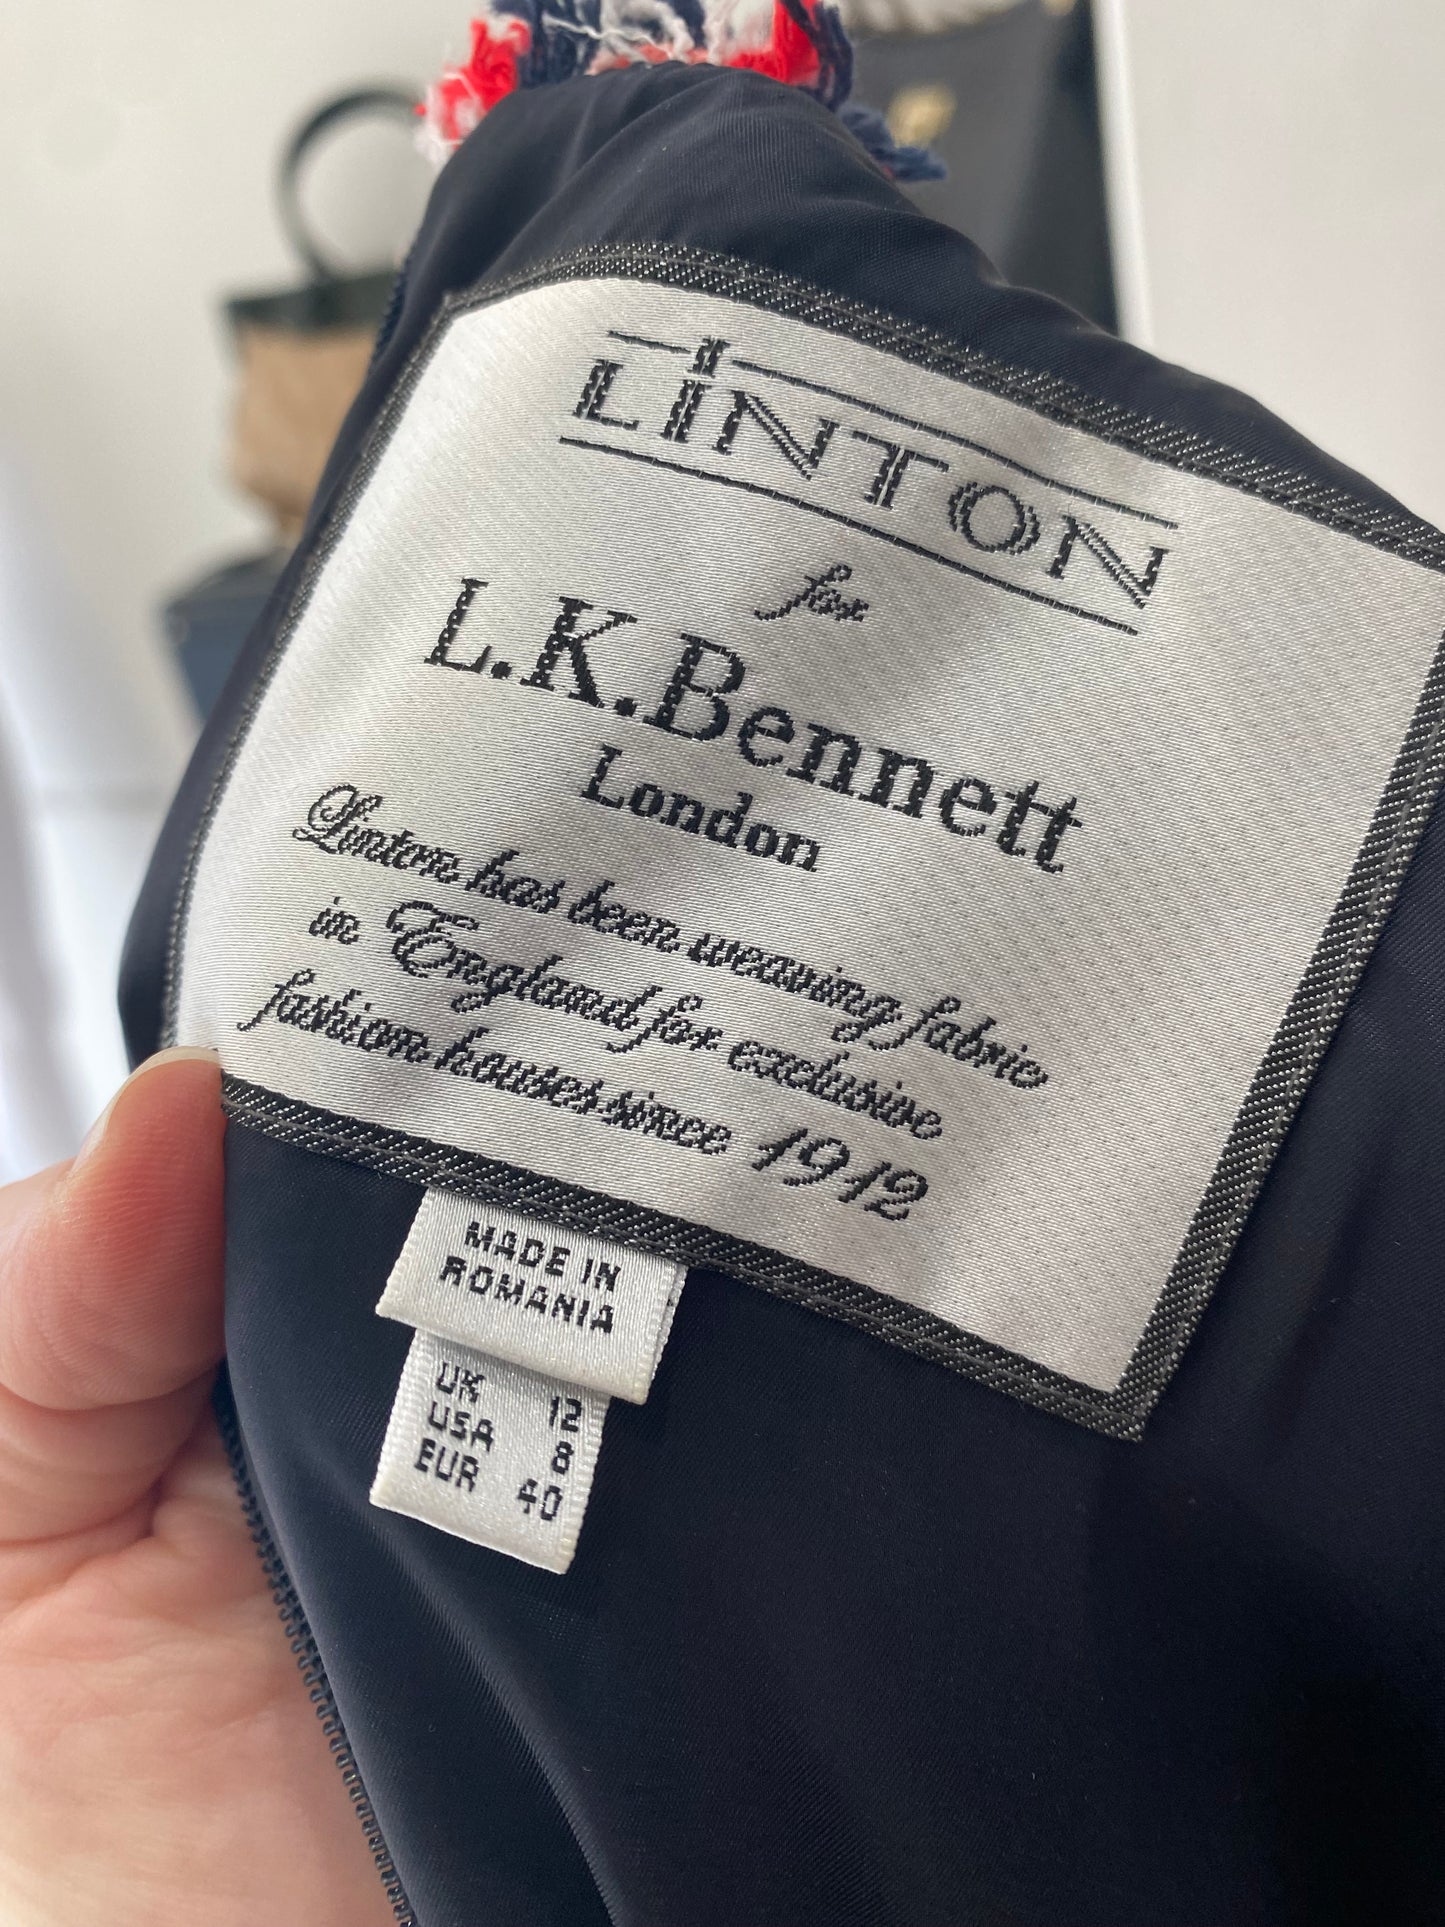 LINTON
for
L.K.Bennett
London
Linton has been weaving fabric
in England for exclusive
fashion houses since 1912
MADE IN
ROMANIA
UK 12
USA 8
EUR 40